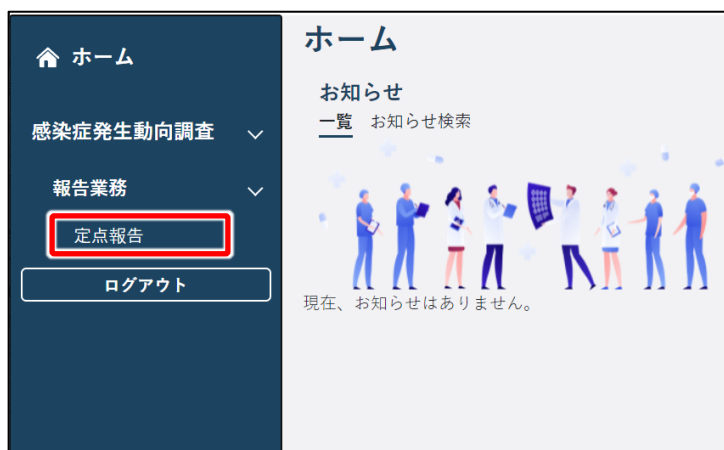 ホーム
感染症発生動向調査
報告業務
定点報告
ログアウト
ホーム
お知らせ
一覧 お知らせ検索
現在、お知らせはありません。